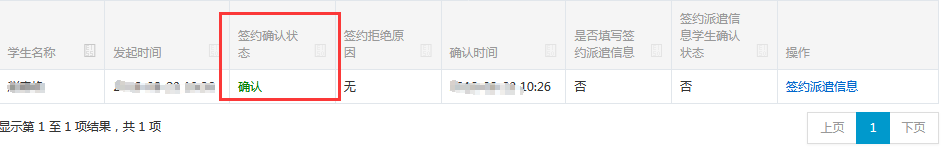 学生名称
发起时间
签约确认状
态
签约拒绝原
因
确认时间
是否填写签
约派遣信息
签约派遣信
息学生确认
状态
操作
确认
无
10:26
否
否
签约派遣信息
显示第 1 至 1 项结果，共 1 项
上页
1
下页